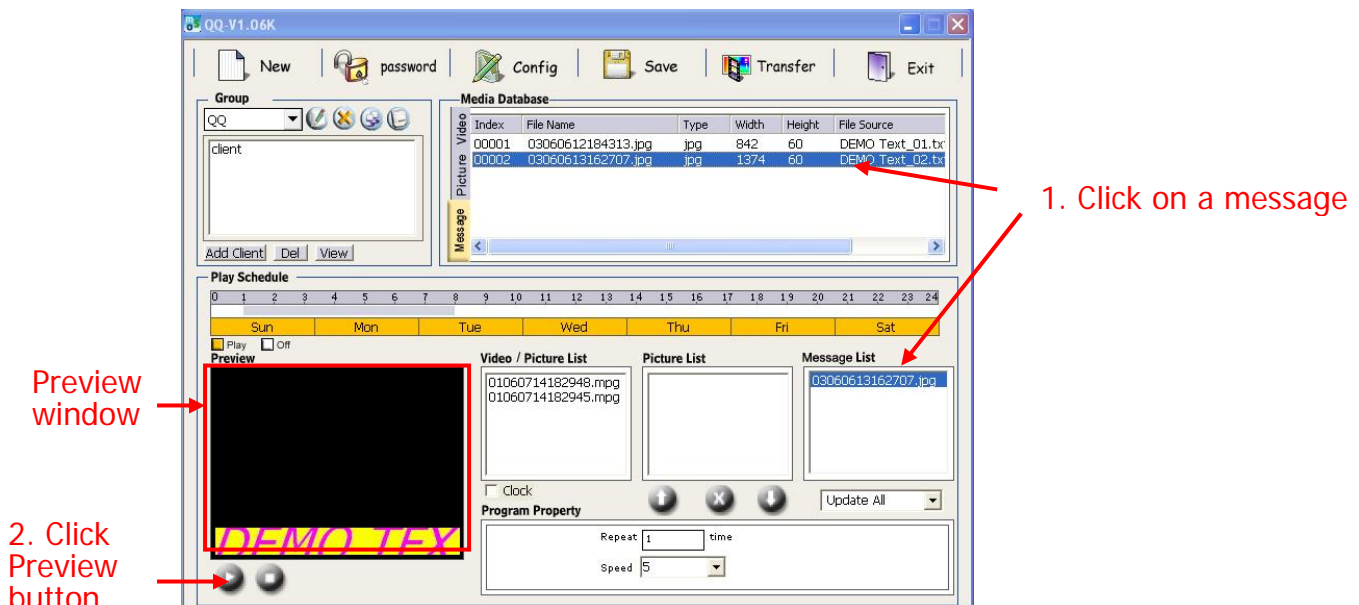 QQ-V1.06K
New password Config Save Transfer Exit
Group
QQ
client
Add Client Del View
Media Database
Video
Picture
Message
Index File Name Type Width Height File Source
00001 03060612184313.jpg jpg 842 60 DEMO Text_01.tx
00002 03060613162707.jpg jpg 1374 60 DEMO Text_02.tx
1. Click on a message
Play Schedule
0 1 2 3 4 5 6 7 8 9 10 11 12 13 14 15 16 17 18 19 20 21 22 23 24
Sun Mon Tue Wed Thu Fri Sat
Play Off
Preview
Preview
window
DEMO TEX
2. Click
Preview
button
Video / Picture List
01060714182948.mpg
01060714182945.mpg
Picture List
Message List
03060613162707.jpg
Clock
Update All
Program Property
Repeat 1 time
Speed 5